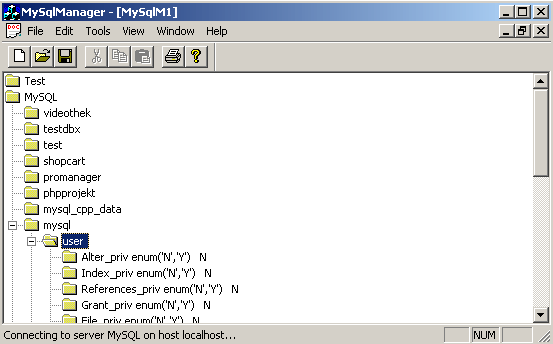 MySqlManager - [MySqlM1]
File Edit Tools View Window Help
Test
MySQL
videothek
testdbx
test
shopcart
promanager
phpprojekt
mysql_cpp_data
mysql
user
Alter_priv enum('N','Y') N
Index_priv enum('N','Y') N
References_priv enum('N','Y') N
Grant_priv enum('N','Y') N
File_priv enum('N','Y') N
Connecting to server MySQL on host localhost... NUM